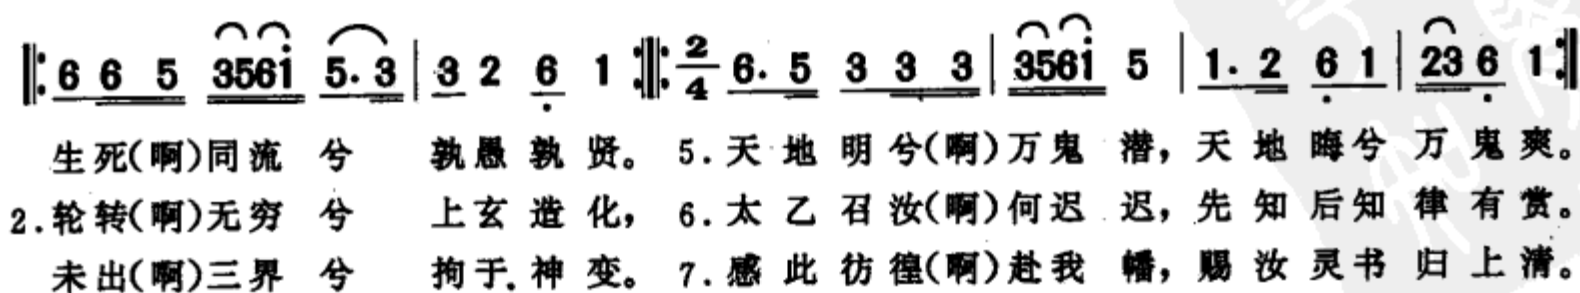 ‖: 6 6 5 3561̇ 5. 3 | 3 2 6̣ 1 :‖: 2/4 6. 5 3 3 3 | 3561̇ 5 | 1. 2 6̣ 1 | 23 6̣ 1 :‖
生死(啊)同流 兮 孰愚孰贤。 5.天地明兮(啊)万鬼潜,天地晦兮万鬼爽。
2.轮转(啊)无穷 兮 上玄造化, 6.太乙召汝(啊)何迟迟,先知后知律有赏。
未出(啊)三界 兮 拘于神变。 7.感此彷徨(啊)赴我幡,赐汝灵书归上清。